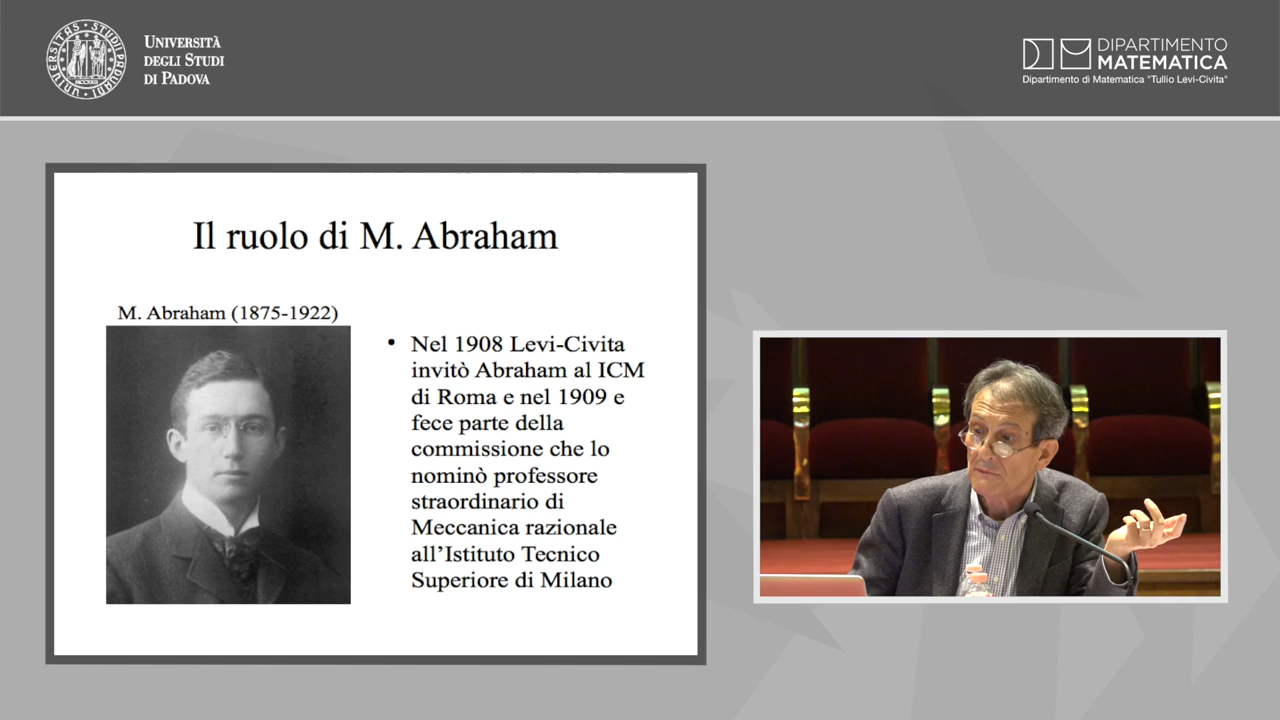 UNIVERSITÀ
DEGLI STUDI
DI PADOVA
DIPARTIMENTO
MATEMATICA
Dipartimento di Matematica "Tullio Levi-Civita"
Il ruolo di M. Abraham
M. Abraham (1875-1922)
• Nel 1908 Levi-Civita
invitò Abraham al ICM
di Roma e nel 1909 e
fece parte della
commissione che lo
nominò professore
straordinario di
Meccanica razionale
all’Istituto Tecnico
Superiore di Milano